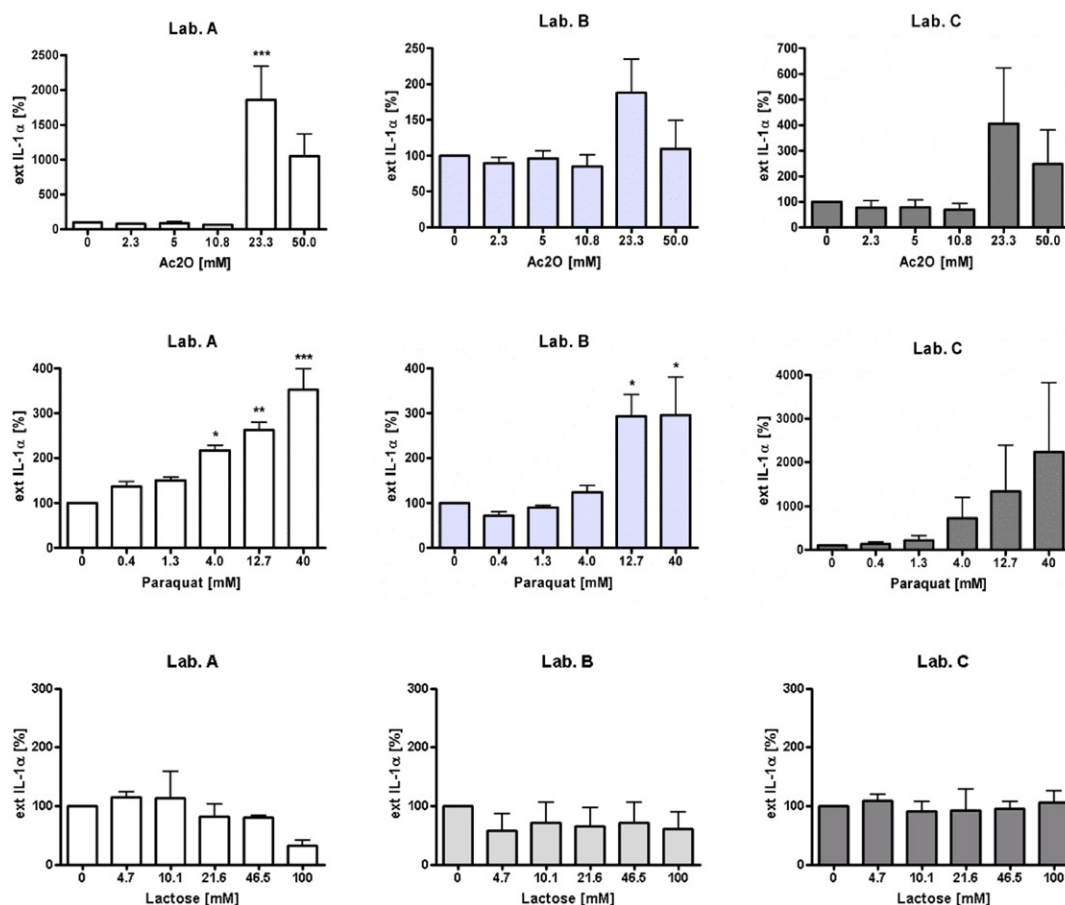 Lab. A
ext IL-1α [%]
2500
2000
1500
1000
500
0
***
0 2.3 5 10.8 23.3 50.0
Ac2O [mM]
Lab. B
ext IL-1α [%]
250
200
150
100
50
0
0 2.3 5 10.8 23.3 50.0
Ac2O [mM]
Lab. C
ext IL-1α [%]
700
600
500
400
300
200
100
0
0 2.3 5 10.8 23.3 50.0
Ac2O [mM]
Lab. A
ext IL-1α [%]
400
300
200
100
0
* ** ***
0 0.4 1.3 4.0 12.7 40
Paraquat [mM]
Lab. B
ext IL-1α [%]
400
300
200
100
0
* *
0 0.4 1.3 4.0 12.7 40
Paraquat [mM]
Lab. C
ext IL-1α [%]
4000
3000
2000
1000
0
0 0.4 1.3 4.0 12.7 40
Paraquat [mM]
Lab. A
ext IL-1α [%]
300
200
100
0
0 4.7 10.1 21.6 46.5 100
Lactose [mM]
Lab. B
ext IL-1α [%]
300
200
100
0
0 4.7 10.1 21.6 46.5 100
Lactose [mM]
Lab. C
ext IL-1α [%]
300
200
100
0
0 4.7 10.1 21.6 46.5 100
Lactose [mM]